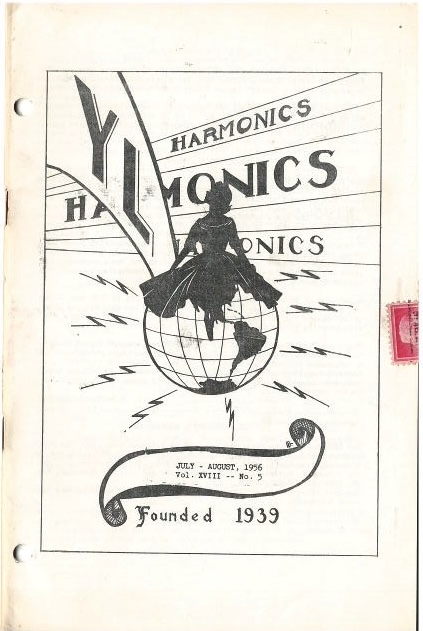 YL
HARMONICS
HARMONICS
HARMONICS
JULY - AUGUST, 1956
Vol. XVIII -- No. 5
Founded 1939